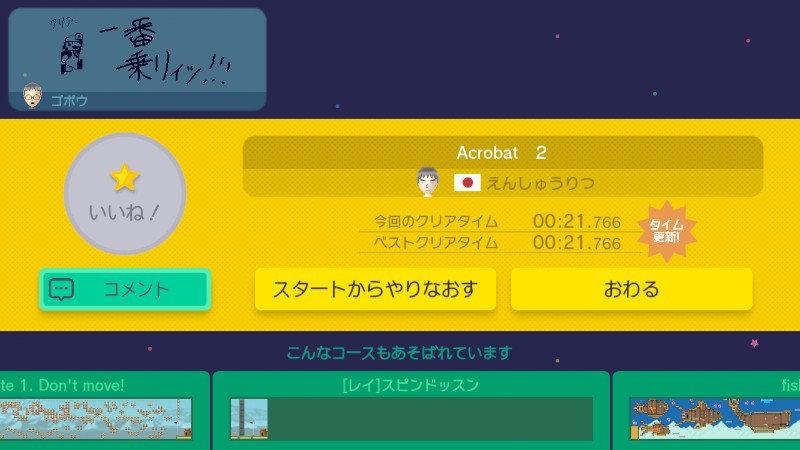 クリアー
一番
乗りイッ!!!
ゴボウ
いいね!
Acrobat 2
えんしゅうりつ
今回のクリアタイム 00:21.766
ベストクリアタイム 00:21.766
タイム
更新!
コメント
スタートからやりなおす
おわる
こんなコースもあそばれています
te 1. Don't move!
[レイ]スピンドッスン
fish